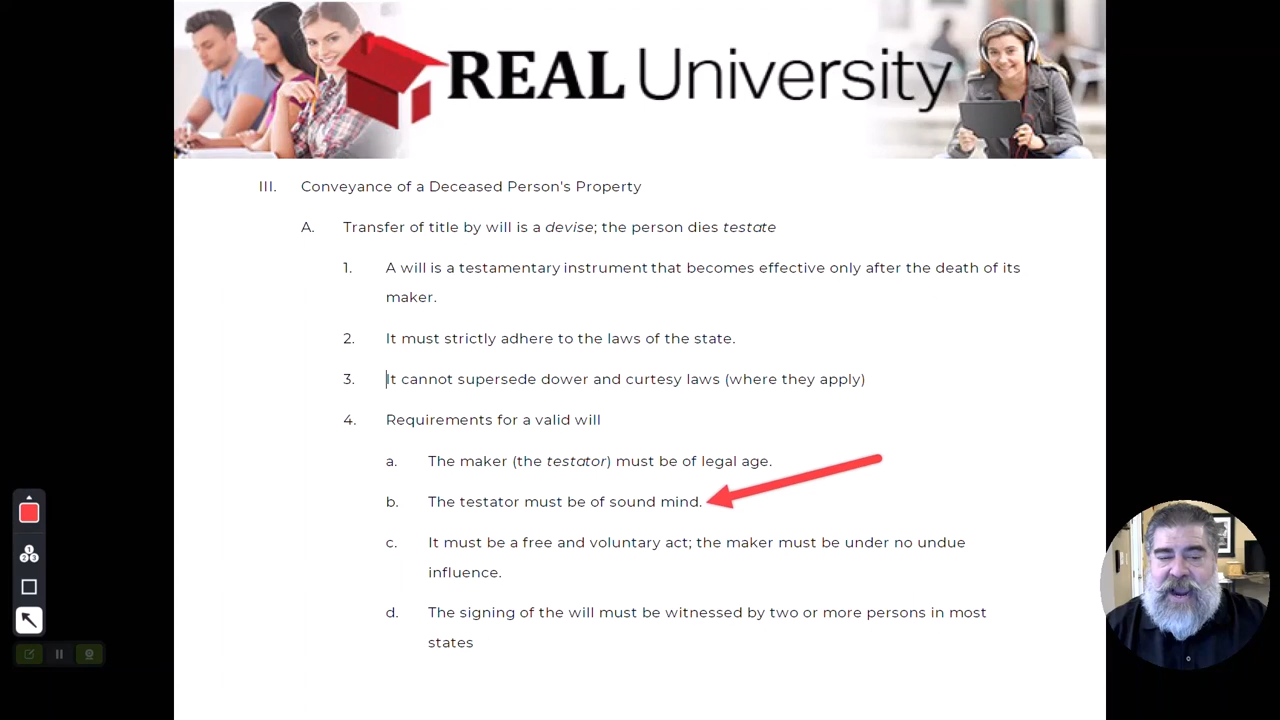 REAL University
III. Conveyance of a Deceased Person's Property
A. Transfer of title by will is a devise; the person dies testate
1. A will is a testamentary instrument that becomes effective only after the death of its
maker.
2. It must strictly adhere to the laws of the state.
3. It cannot supersede dower and curtesy laws (where they apply)
4. Requirements for a valid will
a. The maker (the testator) must be of legal age.
b. The testator must be of sound mind.
c. It must be a free and voluntary act; the maker must be under no undue
influence.
d. The signing of the will must be witnessed by two or more persons in most
states